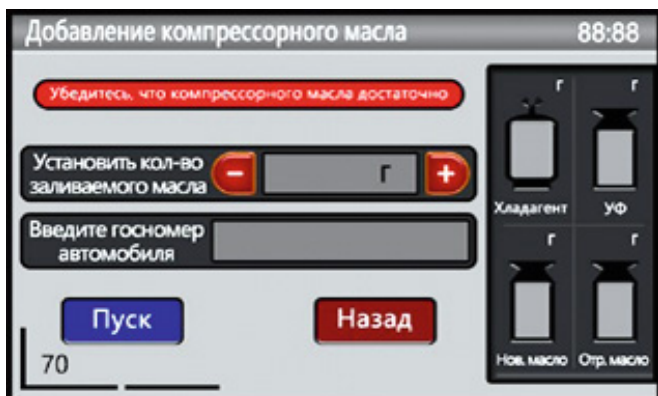 Добавление компрессорного масла 88:88
Убедитесь, что компрессорного масла достаточно
Установить кол-во
заливаемого масла
− г +
Введите госномер
автомобиля
Пуск Назад
70
г г
Хладагент УФ
г г
Нов. масло Отр. масло